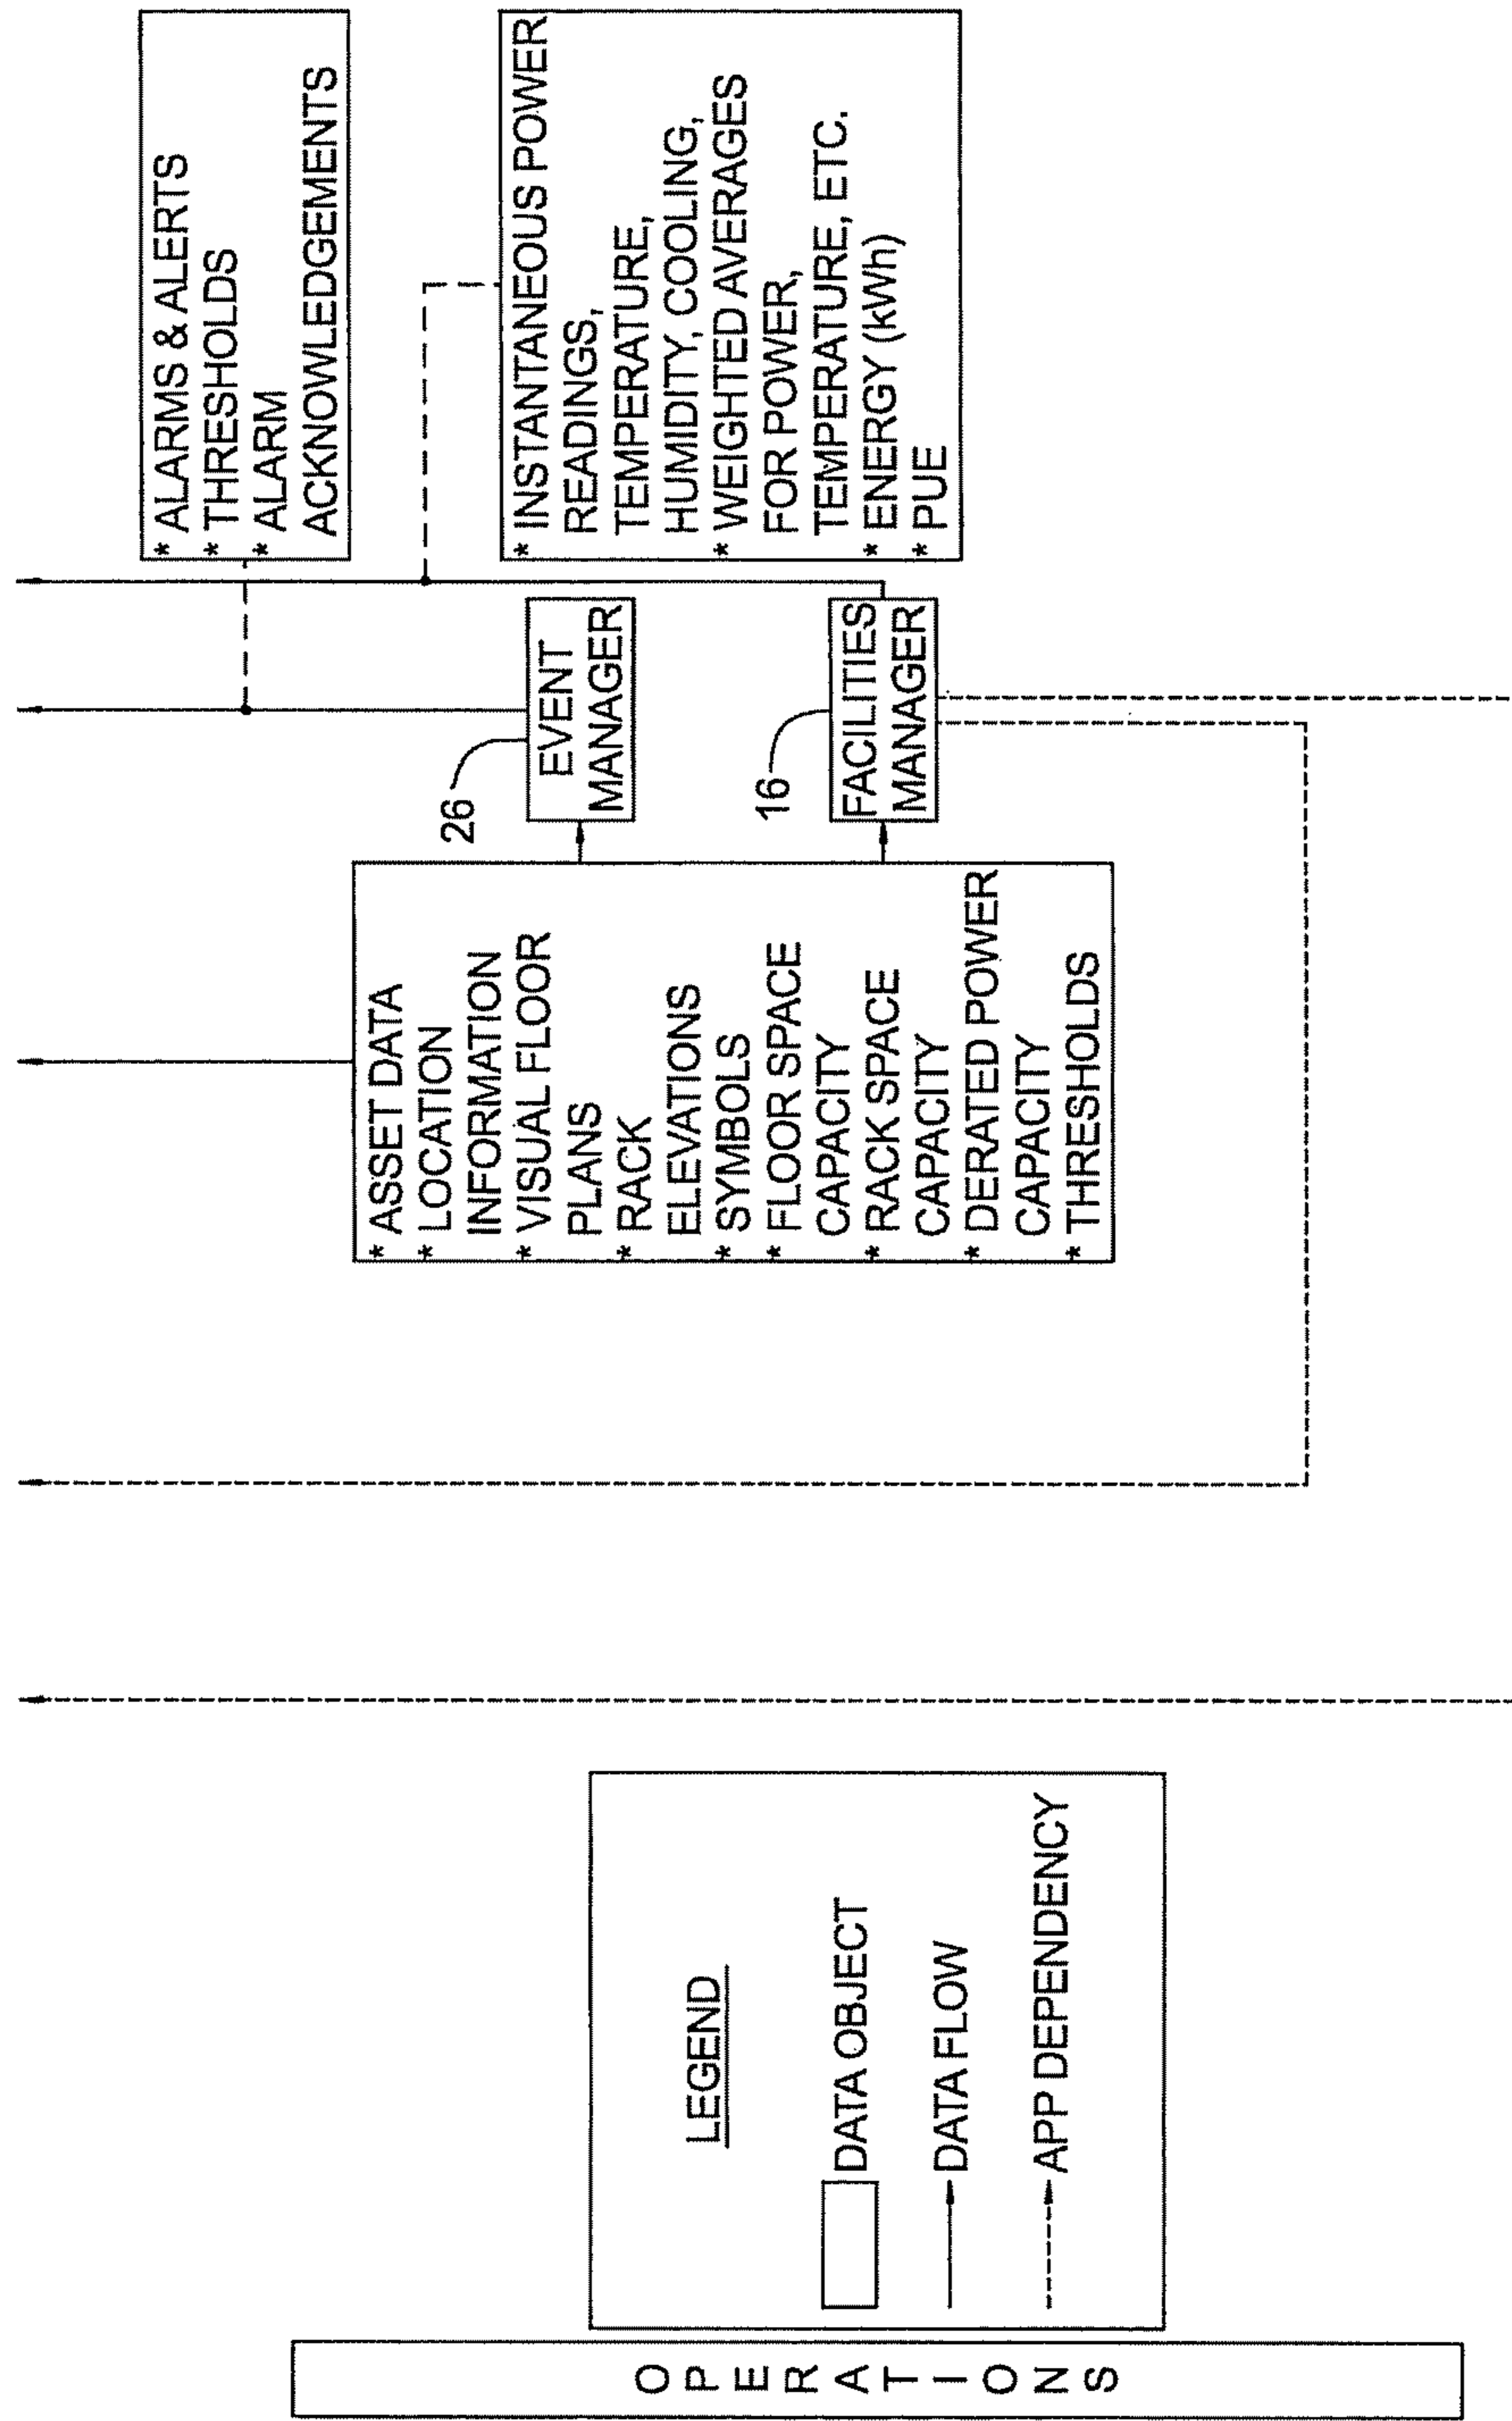 OPERATIONS
LEGEND
DATA OBJECT
DATA FLOW
APP DEPENDENCY
* ASSET DATA
* LOCATION
INFORMATION
* VISUAL FLOOR
PLANS
* RACK
ELEVATIONS
* SYMBOLS
* FLOOR SPACE
CAPACITY
* RACK SPACE
CAPACITY
* DERATED POWER
CAPACITY
* THRESHOLDS
26
EVENT
MANAGER
16
FACILITIES
MANAGER
* ALARMS & ALERTS
* THRESHOLDS
* ALARM
ACKNOWLEDGEMENTS
* INSTANTANEOUS POWER
READINGS,
TEMPERATURE,
HUMIDITY, COOLING,
* WEIGHTED AVERAGES
FOR POWER,
TEMPERATURE, ETC.
* ENERGY (kWh)
* PUE